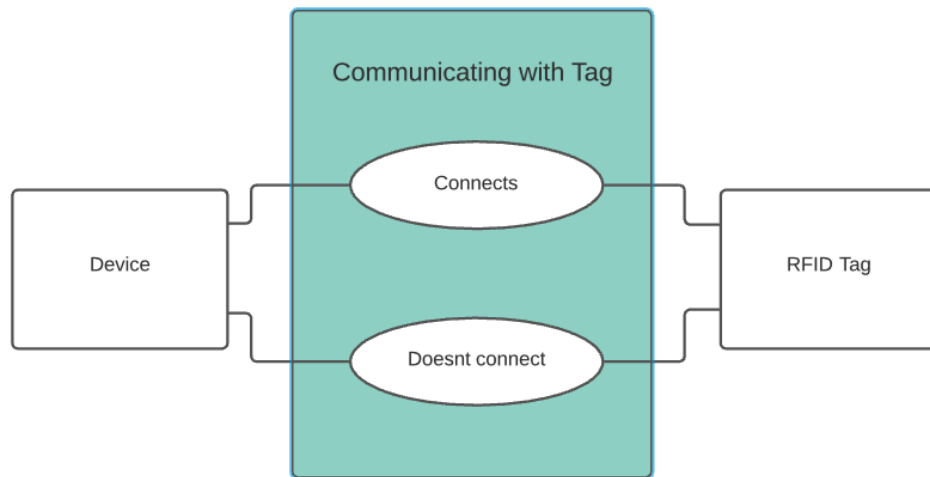 Communicating with Tag
Connects
Device
RFID Tag
Doesnt connect